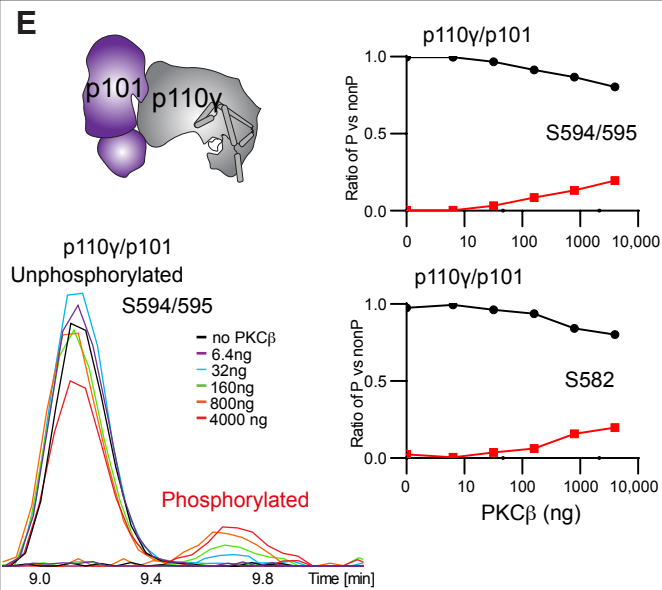 E
p101 p110γ
p110γ/p101
Unphosphorylated
S594/595
no PKCβ
6.4ng
32ng
160ng
800ng
4000 ng
Phosphorylated
9.0 9.4 9.8 Time [min]
p110γ/p101
Ratio of P vs nonP
1.0
0.5
0.0
S594/595
0 10 100 1000 10,000
p110γ/p101
Ratio of P vs nonP
1.0
0.5
0.0
S582
0 10 100 1000 10,000
PKCβ (ng)